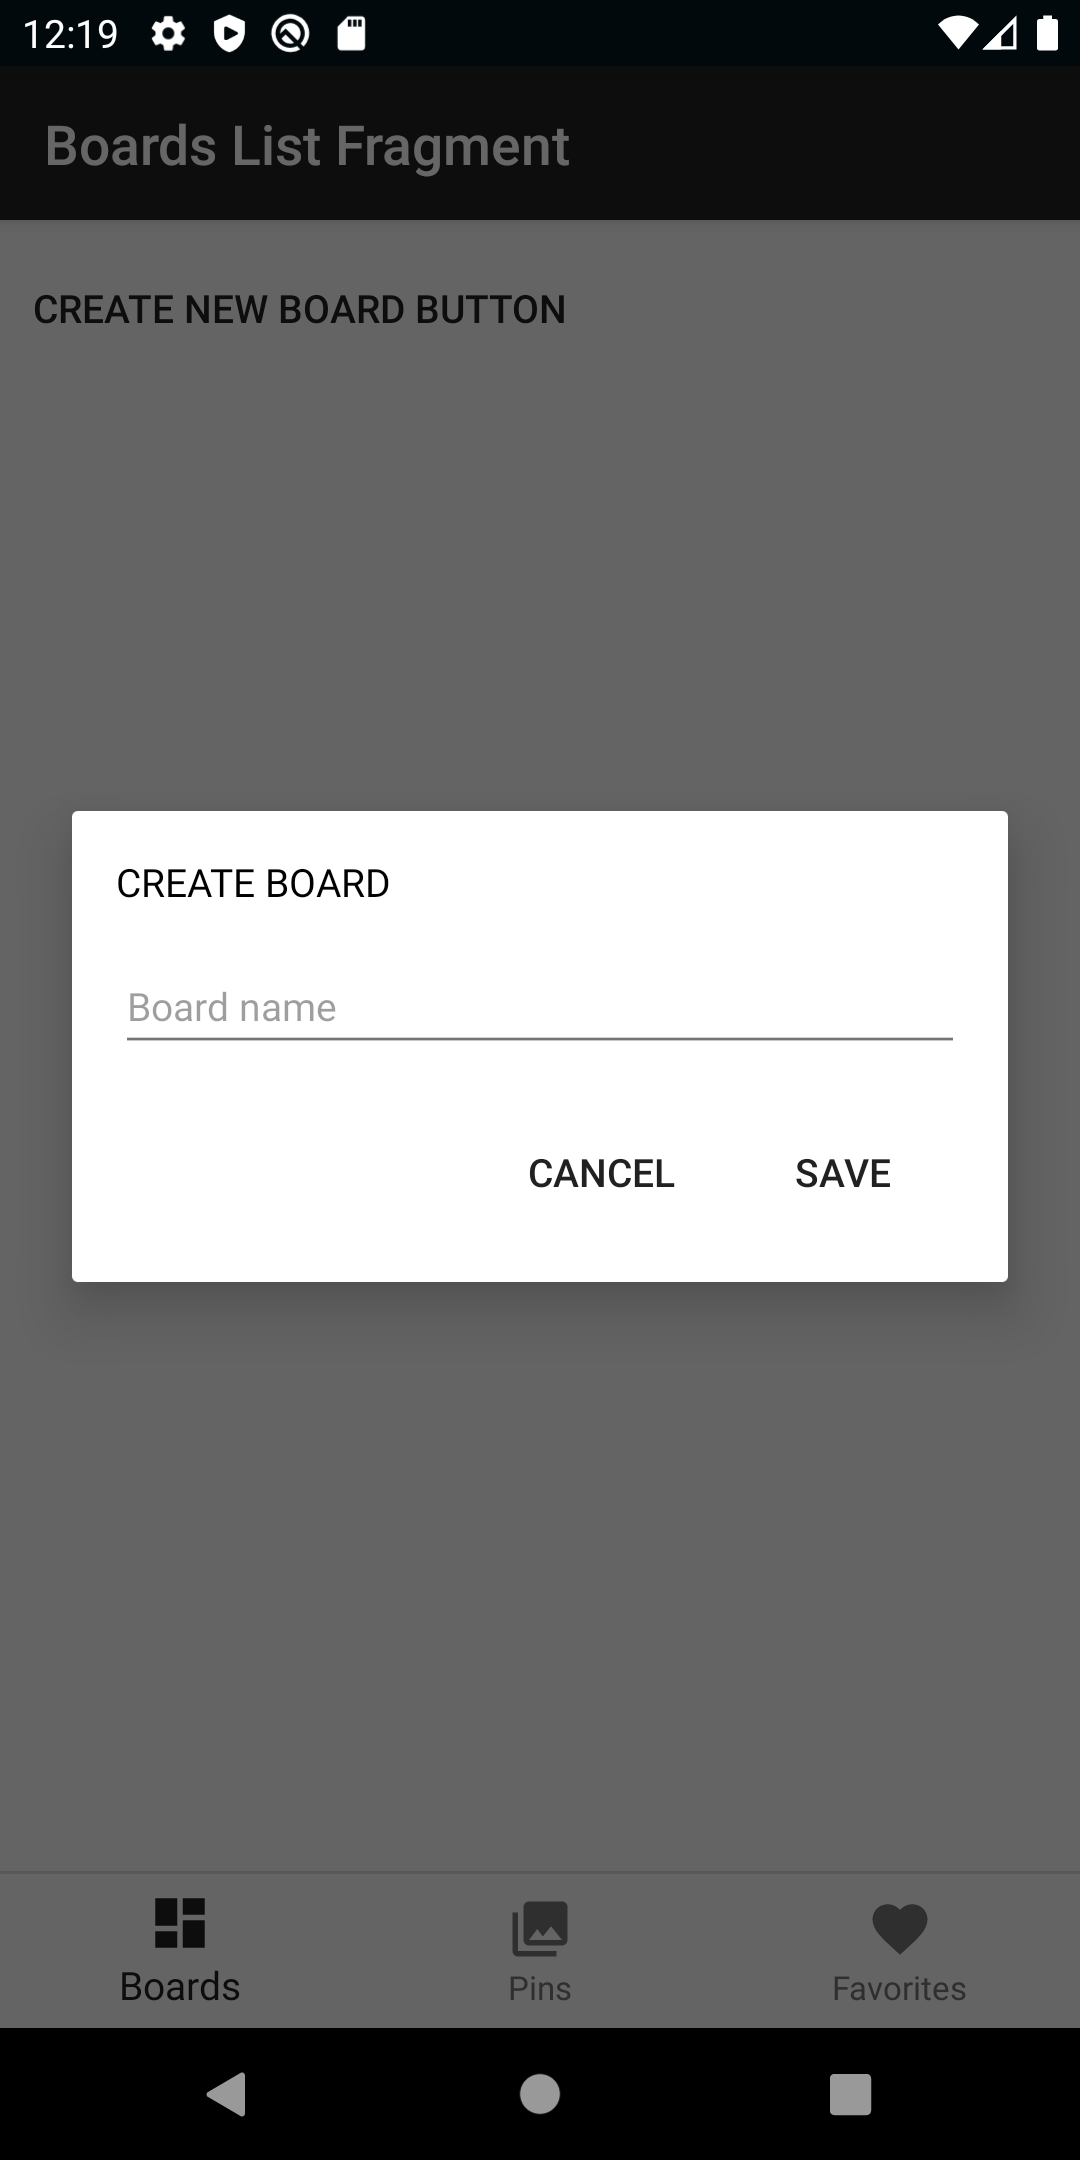 12:19
Boards List Fragment
CREATE NEW BOARD BUTTON
CREATE BOARD
Board name
CANCEL SAVE
Boards Pins Favorites